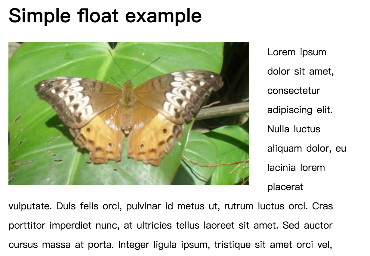 Simple float example
Lorem ipsum
dolor sit amet,
consectetur
adipiscing elit.
Nulla luctus
aliquam dolor, eu
lacinia lorem
placerat
vulputate. Duis felis orci, pulvinar id metus ut, rutrum luctus orci. Cras
porttitor imperdiet nunc, at ultricies tellus laoreet sit amet. Sed auctor
cursus massa at porta. Integer ligula ipsum, tristique sit amet orci vel,